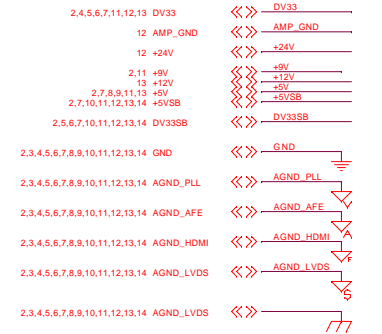 2,4,5,6,7,11,12,13 DV33 DV33
12 AMP_GND AMP_GND
12 +24V +24V
2,11 +9V +9V
13 +12V +12V
2,7,8,9,11,13 +5V +5V
2,7,10,11,12,13,14 +5VSB +5VSB
2,5,6,7,10,11,12,13,14 DV33SB DV33SB
2,3,4,5,6,7,8,9,10,11,12,13,14 GND GND
2,3,4,5,6,7,8,9,10,11,12,13,14 AGND_PLL AGND_PLL
V
2,3,4,5,6,7,8,9,10,11,12,13,14 AGND_AFE AGND_AFE
A
2,3,4,5,6,7,8,9,10,11,12,13,14 AGND_HDMI AGND_HDMI
2,3,4,5,6,7,8,9,10,11,12,13,14 AGND_LVDS AGND_LVDS
S
2,3,4,5,6,7,8,9,10,11,12,13,14 AGND_LVDS